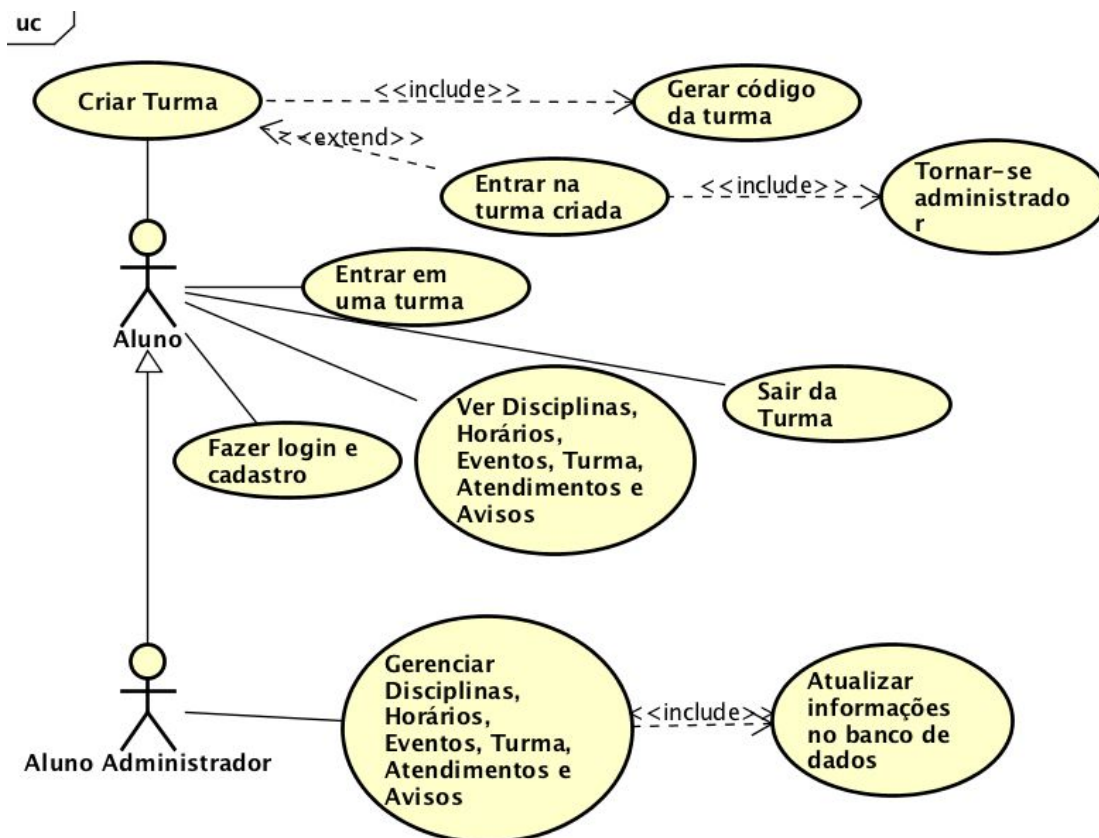 uc
Criar Turma
<<include>>
Gerar código
da turma
<<extend>>
Entrar na
turma criada
<<include>>
Tornar-se
administrado
r
Entrar em
uma turma
Aluno
Sair da
Turma
Ver Disciplinas,
Horários,
Eventos, Turma,
Atendimentos e
Avisos
Fazer login e
cadastro
Gerenciar
Disciplinas,
Horários,
Eventos, Turma,
Atendimentos e
Avisos
<<include>>
Atualizar
informações
no banco de
dados
Aluno Administrador